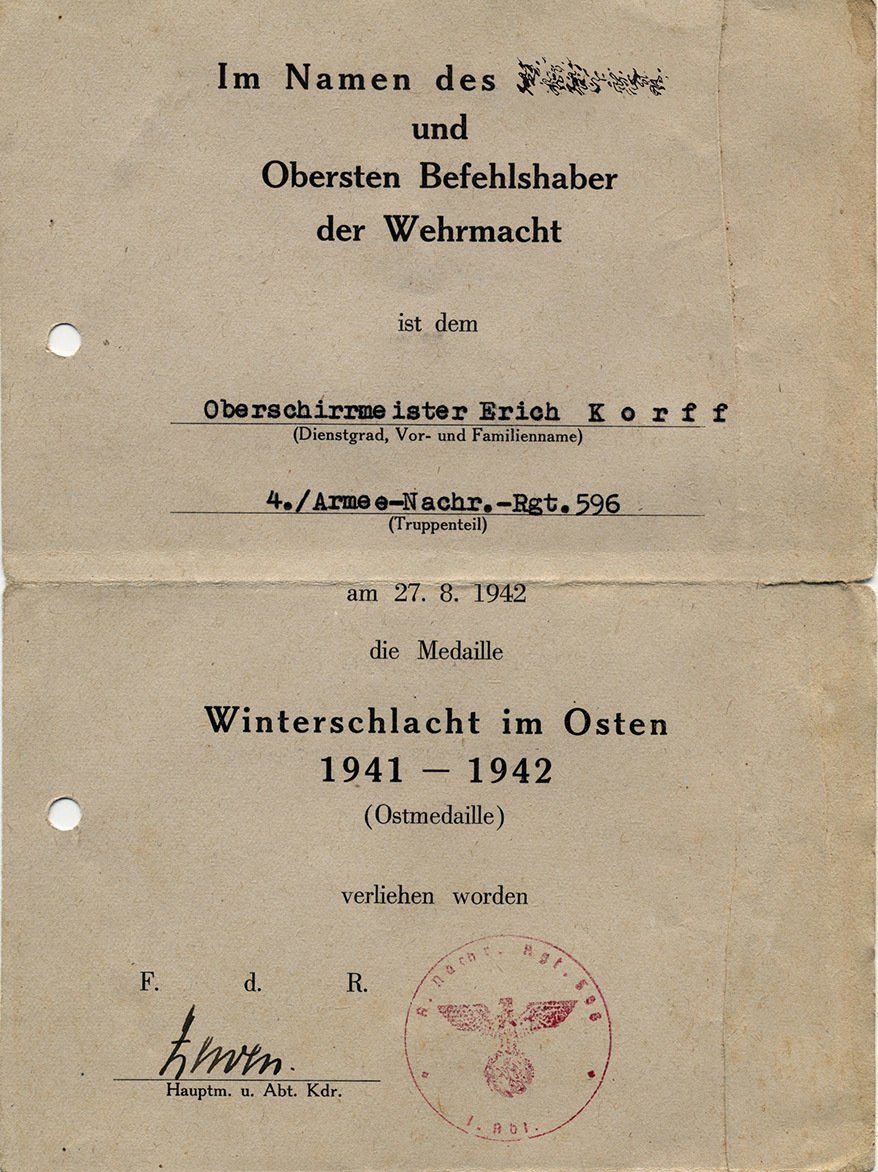 Im Namen des
und
Obersten Befehlshaber
der Wehrmacht
ist dem
Oberschirrmeister Erich K o r f f
(Dienstgrad, Vor- und Familienname)
4./Armee-Nachr.-Rgt.596
(Truppenteil)
am 27. 8. 1942
die Medaille
Winterschlacht im Osten
1941 — 1942
(Ostmedaille)
verliehen worden
F. d. R.
Hauptm. u. Abt. Kdr.
A. Nachr. Rgt. 596
I. Abt.